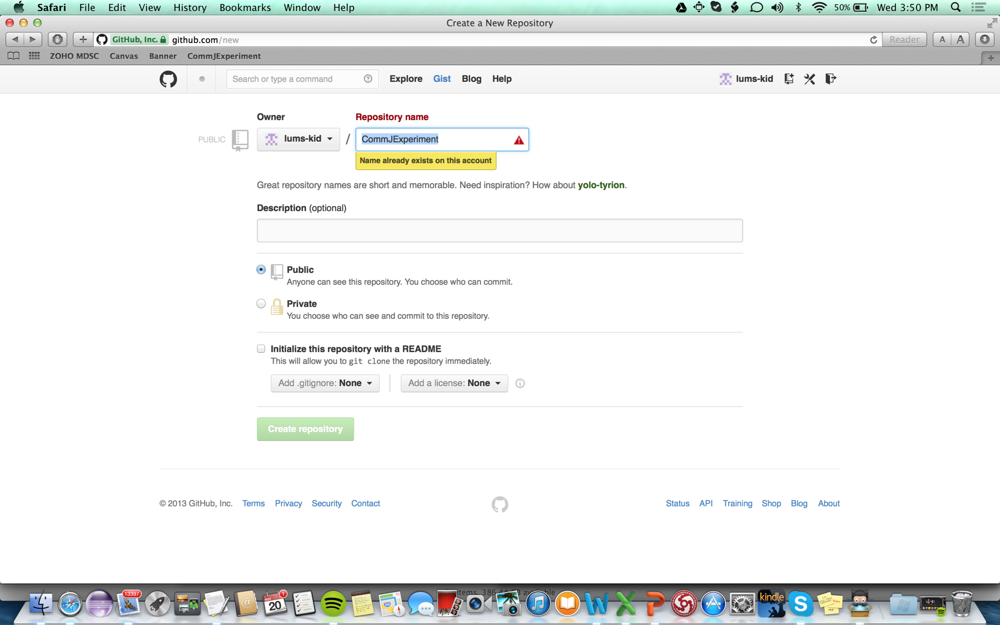 Safari File Edit View History Bookmarks Window Help 50% Wed 3:50 PM
Create a New Repository
GitHub, Inc. github.com/new Reader A A
ZOHO MDSC Canvas Banner CommJExperiment
Search or type a command Explore Gist Blog Help lums-kid
Owner Repository name
PUBLIC lums-kid / CommJExperiment
Name already exists on this account
Great repository names are short and memorable. Need inspiration? How about yolo-tyrion.
Description (optional)
Public
Anyone can see this repository. You choose who can commit.
Private
You choose who can see and commit to this repository.
Initialize this repository with a README
This will allow you to git clone the repository immediately.
Add .gitignore: None Add a license: None
Create repository
© 2013 GitHub, Inc. Terms Privacy Security Contact Status API Training Shop Blog About
items, 386.44 GB available
13397 NOV 20 1 280 kindle